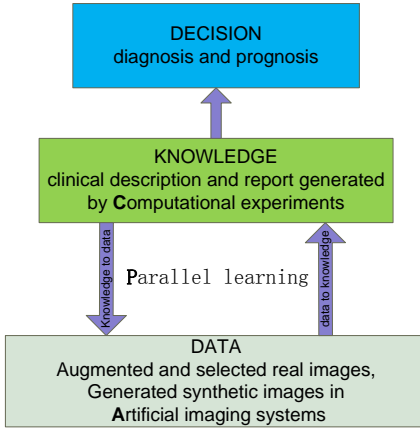 DECISION
diagnosis and prognosis
KNOWLEDGE
clinical description and report generated
by Computational experiments
Knowledge to data
Parallel learning
data to knowledge
DATA
Augmented and selected real images,
Generated synthetic images in
Artificial imaging systems